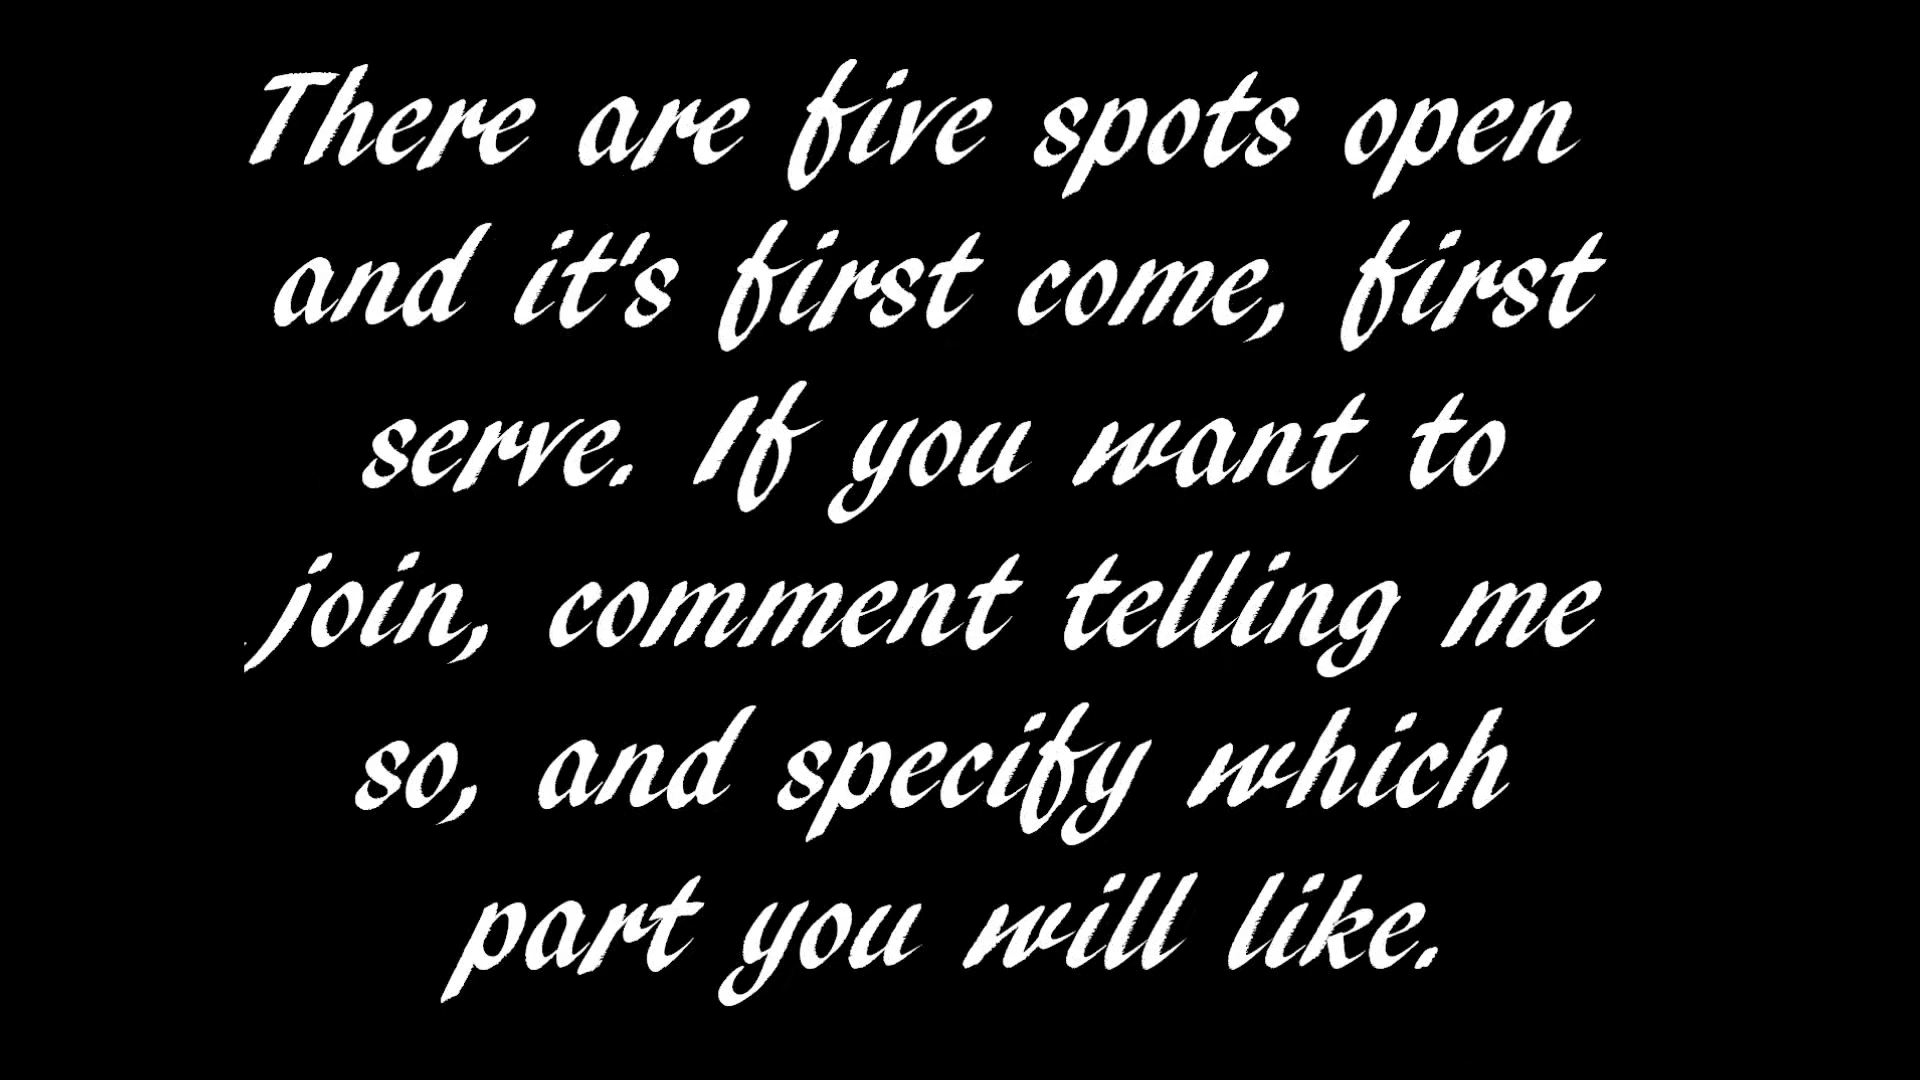 There are five spots open
and it's first come, first
serve. If you want to
join, comment telling me
so, and specify which
part you will like.